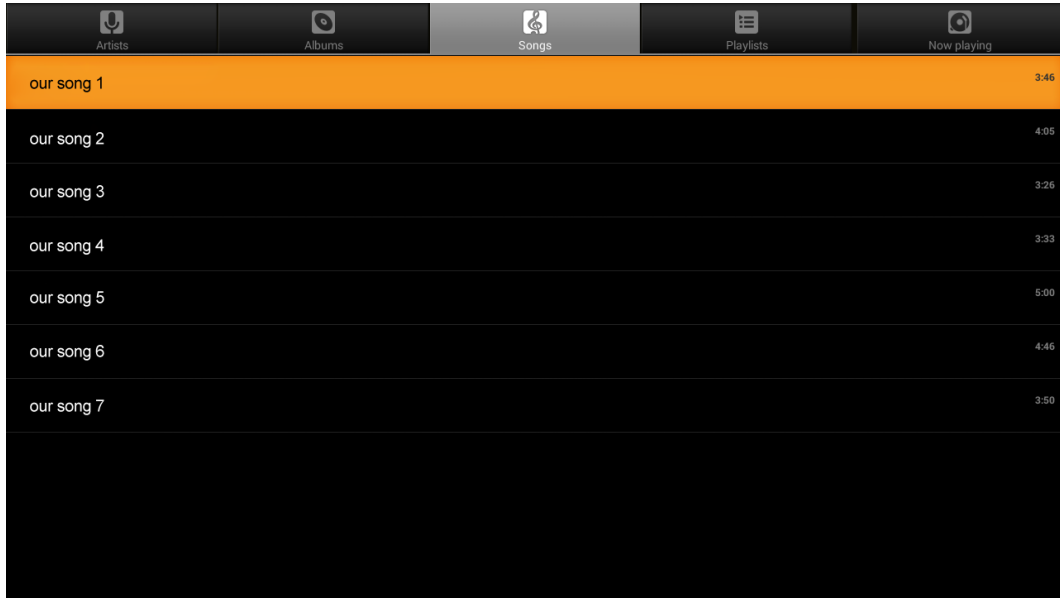 Artists Albums Songs Playlists Now playing
our song 1 3:46
our song 2 4:05
our song 3 3:26
our song 4 3:33
our song 5 5:00
our song 6 4:46
our song 7 3:50